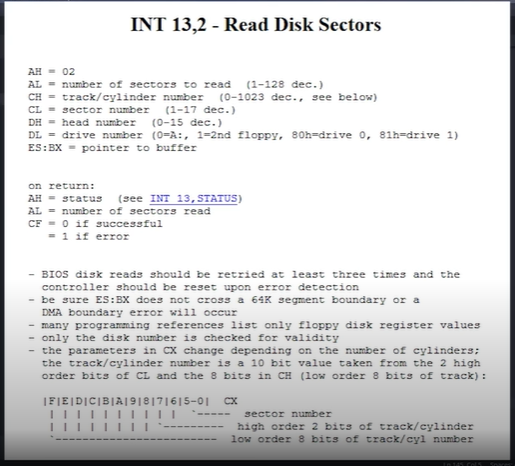 INT 13,2 - Read Disk Sectors
AH = 02
AL = number of sectors to read  (1-128 dec.)
CH = track/cylinder number  (0-1023 dec., see below)
CL = sector number  (1-17 dec.)
DH = head number  (0-15 dec.)
DL = drive number (0=A:, 1=2nd floppy, 80h=drive 0, 81h=drive 1)
ES:BX = pointer to buffer
on return:
AH = status  (see INT 13,STATUS)
AL = number of sectors read
CF = 0 if successful
= 1 if error
- BIOS disk reads should be retried at least three times and the
controller should be reset upon error detection
- be sure ES:BX does not cross a 64K segment boundary or a
DMA boundary error will occur
- many programming references list only floppy disk register values
- only the disk number is checked for validity
- the parameters in CX change depending on the number of cylinders;
the track/cylinder number is a 10 bit value taken from the 2 high
order bits of CL and the 8 bits in CH (low order 8 bits of track):
|F|E|D|C|B|A|9|8|7|6|5-0|  CX
| | | | | | | | | | `-----  sector number
| | | | | | | | `---------  high order 2 bits of track/cylinder
`------------------------  low order 8 bits of track/cyl number